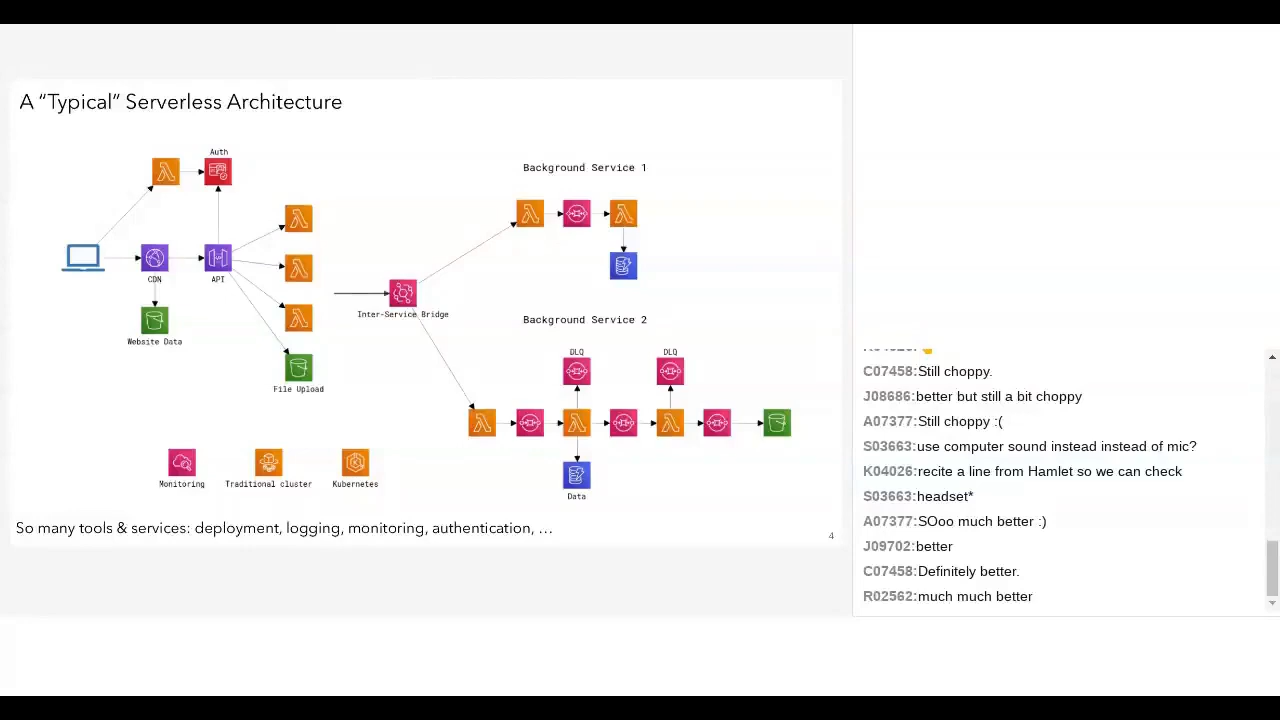 A “Typical” Serverless Architecture
Auth
CDN
API
Website Data
File Upload
Inter-Service Bridge
Background Service 1
Background Service 2
DLQ
DLQ
Data
Monitoring
Traditional cluster
Kubernetes
So many tools & services: deployment, logging, monitoring, authentication, …
4
C07458:Still choppy.
J08686:better but still a bit choppy
A07377:Still choppy :(
S03663:use computer sound instead instead of mic?
K04026:recite a line from Hamlet so we can check
S03663:headset*
A07377:SOoo much better :)
J09702:better
C07458:Definitely better.
R02562:much much better